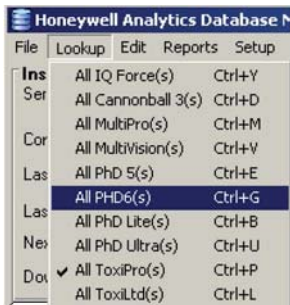 Honeywell Analytics Database
File Lookup Edit Reports Setup
Ins
Ser
Cor
Las
Las
Ne
Do
All IQ Force(s) Ctrl+Y
All Cannonball 3(s) Ctrl+D
All MultiPro(s) Ctrl+M
All MultiVision(s) Ctrl+V
All PhD 5(s) Ctrl+E
All PHD6(s) Ctrl+G
All PhD Lite(s) Ctrl+B
All PhD Ultra(s) Ctrl+U
✔ All ToxiPro(s) Ctrl+P
All ToxiLtd(s) Ctrl+L